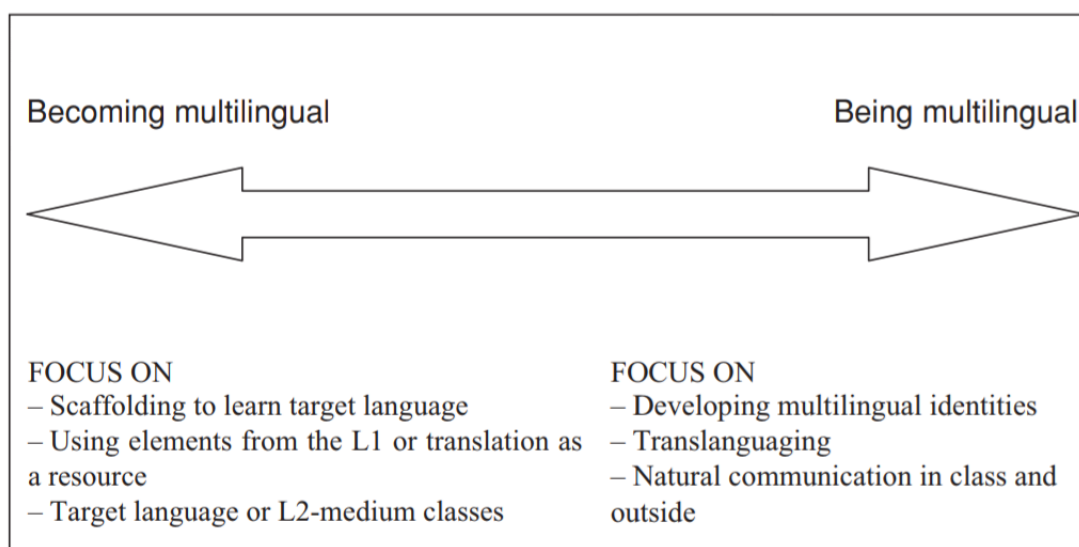 Becoming multilingual
Being multilingual
FOCUS ON
– Scaffolding to learn target language
– Using elements from the L1 or translation as
a resource
– Target language or L2-medium classes
FOCUS ON
– Developing multilingual identities
– Translanguaging
– Natural communication in class and
outside